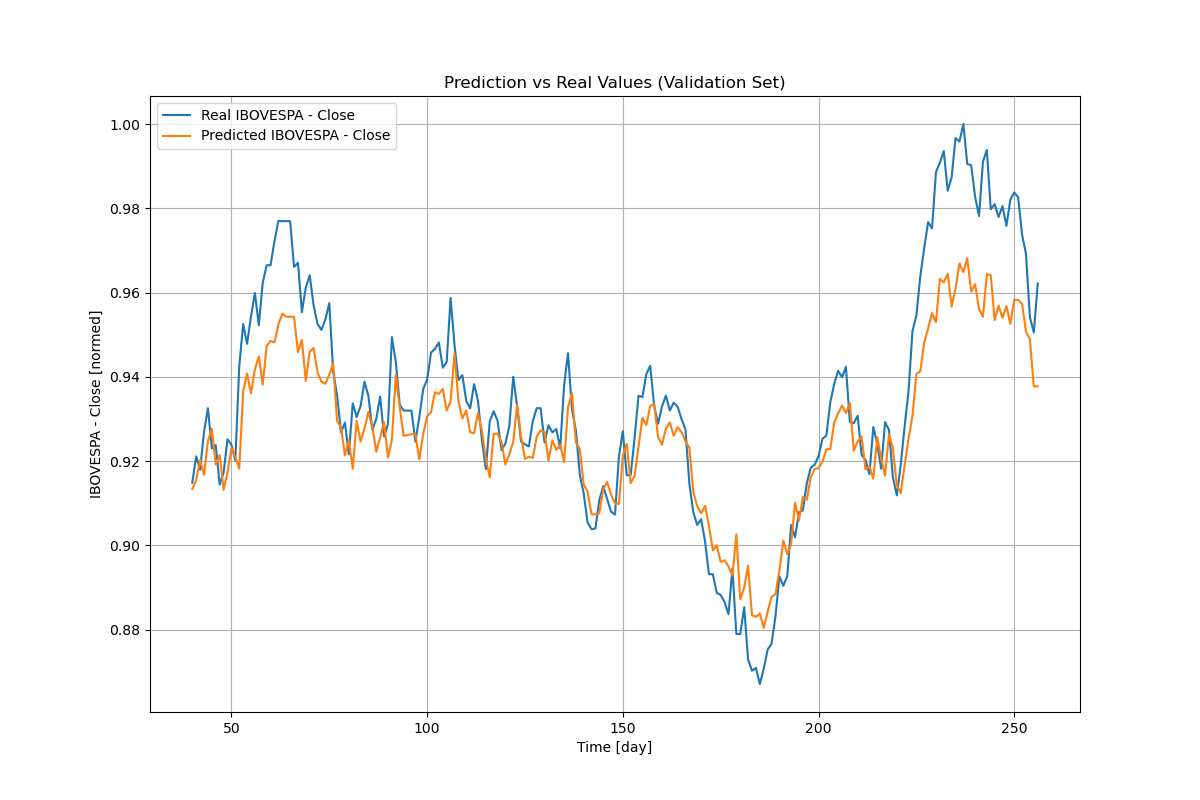 Prediction vs Real Values (Validation Set)
Real IBOVESPA - Close
Predicted IBOVESPA - Close
IBOVESPA - Close [normed]
1.00
0.98
0.96
0.94
0.92
0.90
0.88
50 100 150 200 250
Time [day]